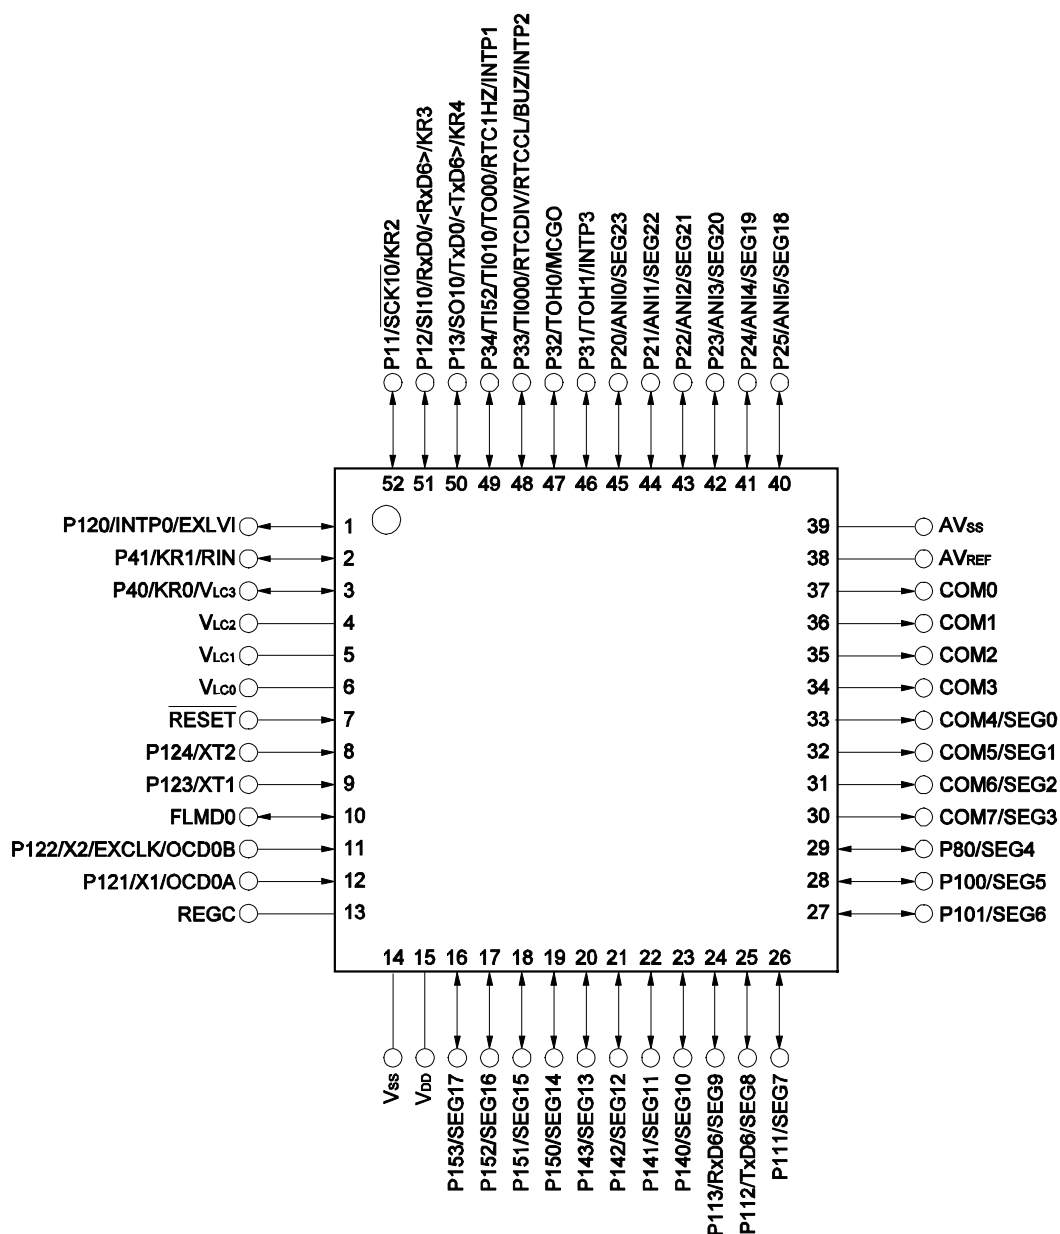 P11/SCK10/KR2
P12/SI10/RxD0/<RxD6>/KR3
P13/SO10/TxD0/<TxD6>/KR4
P34/TI52/TI010/TO00/RTC1HZ/INTP1
P33/TI000/RTCDIV/RTCCL/BUZ/INTP2
P32/TOH0/MCGO
P31/TOH1/INTP3
P20/ANI0/SEG23
P21/ANI1/SEG22
P22/ANI2/SEG21
P23/ANI3/SEG20
P24/ANI4/SEG19
P25/ANI5/SEG18
52 51 50 49 48 47 46 45 44 43 42 41 40
P120/INTP0/EXLVI 1
P41/KR1/RIN 2
P40/KR0/VLC3 3
VLC2 4
VLC1 5
VLC0 6
RESET 7
P124/XT2 8
P123/XT1 9
FLMD0 10
P122/X2/EXCLK/OCD0B 11
P121/X1/OCD0A 12
REGC 13
39 AVSS
38 AVREF
37 COM0
36 COM1
35 COM2
34 COM3
33 COM4/SEG0
32 COM5/SEG1
31 COM6/SEG2
30 COM7/SEG3
29 P80/SEG4
28 P100/SEG5
27 P101/SEG6
14 15 16 17 18 19 20 21 22 23 24 25 26
VSS
VDD
P153/SEG17
P152/SEG16
P151/SEG15
P150/SEG14
P143/SEG13
P142/SEG12
P141/SEG11
P140/SEG10
P113/RxD6/SEG9
P112/TxD6/SEG8
P111/SEG7